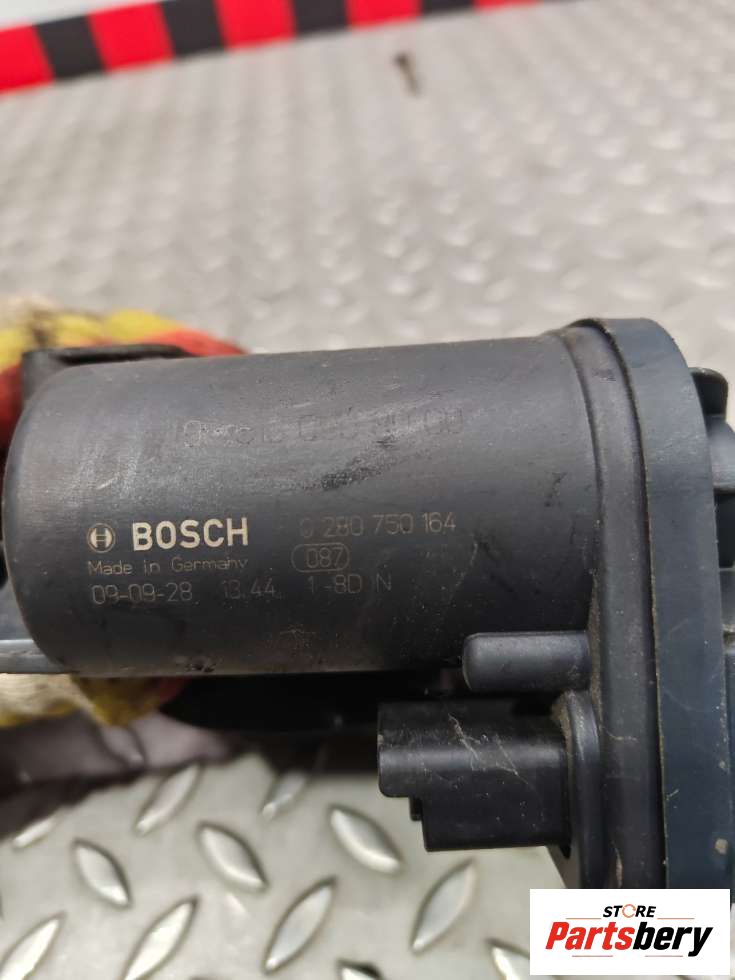 BOSCH 0 280 750 164
Made in Germany 087
09-09-28 13.44 1-8D N
STORE
Partsbery